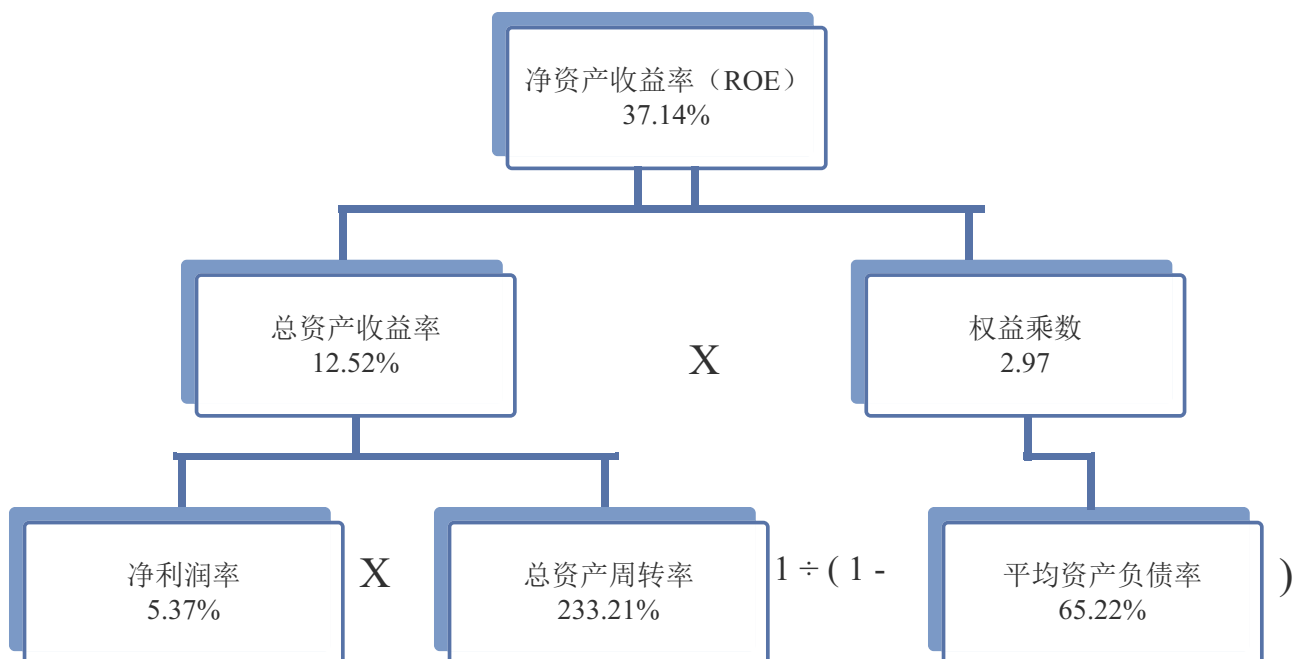 净资产收益率（ROE）
37.14%
总资产收益率
12.52%
X
权益乘数
2.97
净利润率
5.37%
X
总资产周转率
233.21%
1 ÷ ( 1 -
平均资产负债率
65.22%
)